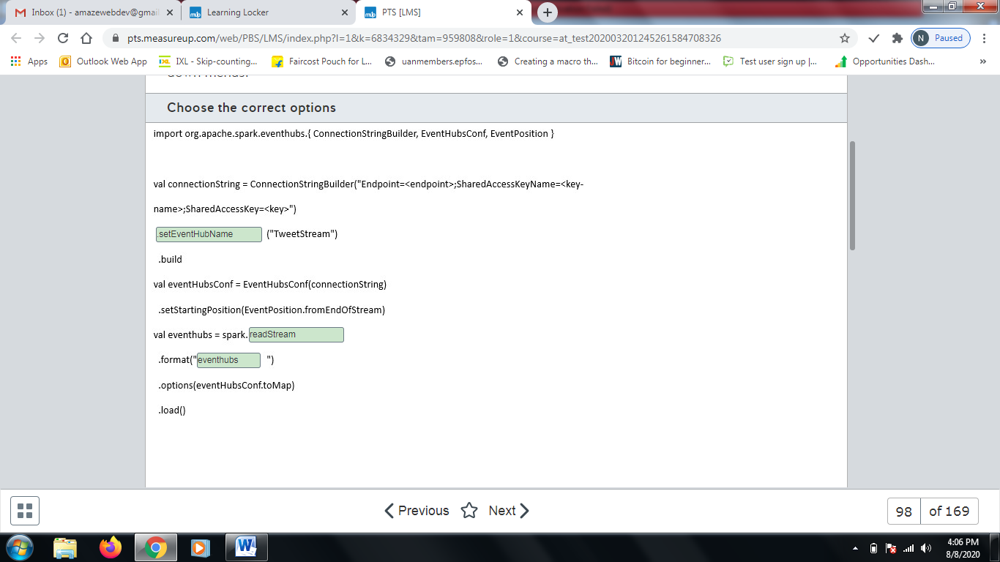 Inbox (1) - amazewebdev@gmail
Learning Locker
PTS [LMS]
pts.measureup.com/web/PBS/LMS/index.php?l=1&k=6834329&tam=959808&role=1&course=at_test202003201245261584708326
N Paused
Apps
Outlook Web App
IXL - Skip-counting...
Faircost Pouch for L...
uanmembers.epfos...
Creating a macro th...
Bitcoin for beginner...
Test user sign up |...
Opportunities Dash...
»
down menus.
Choose the correct options
import org.apache.spark.eventhubs.{ ConnectionStringBuilder, EventHubsConf, EventPosition }
val connectionString = ConnectionStringBuilder("Endpoint=<endpoint>;SharedAccessKeyName=<key-
name>;SharedAccessKey=<key>")
.setEventHubName ("TweetStream")
.build
val eventHubsConf = EventHubsConf(connectionString)
.setStartingPosition(EventPosition.fromEndOfStream)
val eventhubs = spark.readStream
.format("eventhubs ")
.options(eventHubsConf.toMap)
.load()
Previous
Next
98 of 169
4:06 PM
8/8/2020